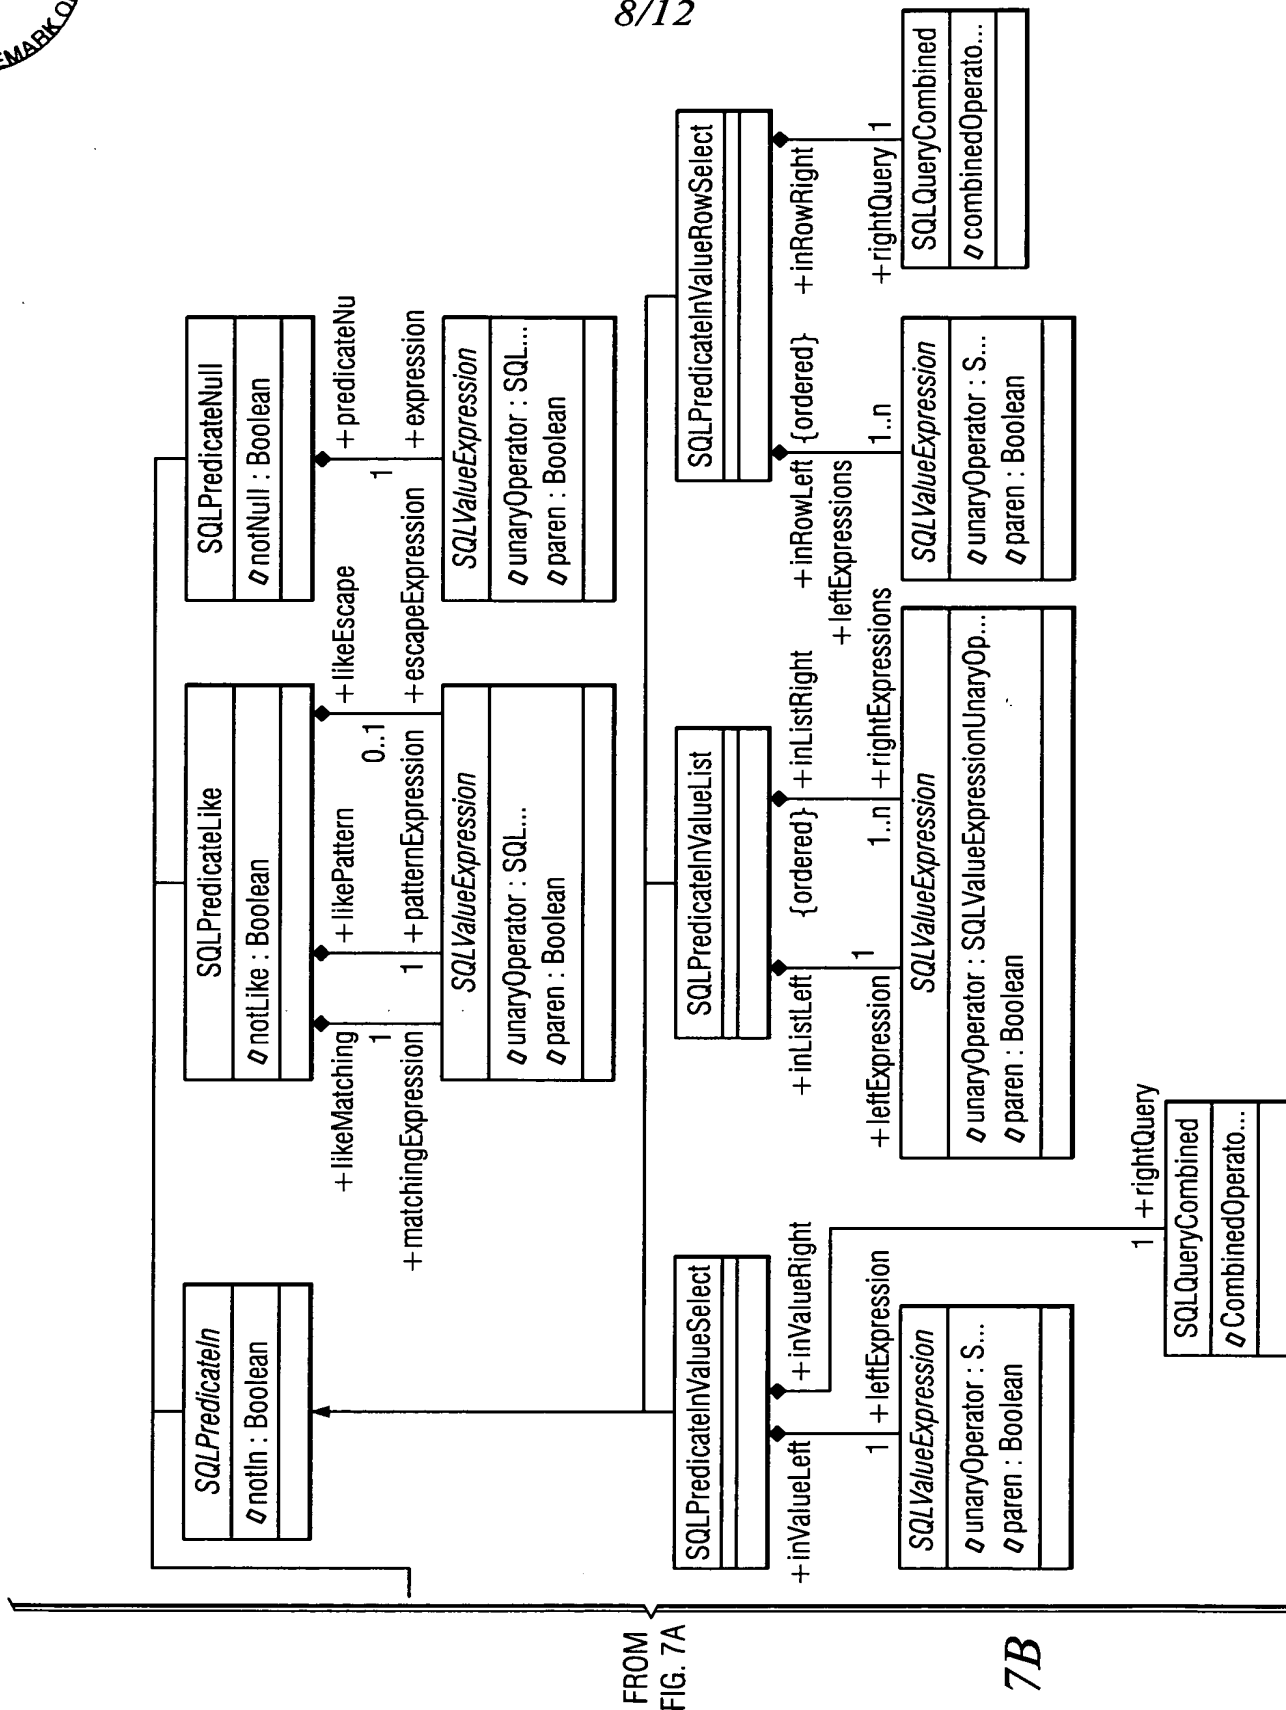 EMARK O
8/12
SQLPredicateIn
notIn : Boolean
SQLPredicateLike
notLike : Boolean
SQLPredicateNull
notNull : Boolean
+likeMatching
1
+matchingExpression
+likePattern
1 +patternExpression
+likeEscape
0..1
+escapeExpression
+predicateNu
1
+expression
SQLValueExpression
unaryOperator : SQL...
paren : Boolean
SQLValueExpression
unaryOperator : SQL...
paren : Boolean
SQLPredicateInValueSelect
SQLPredicateInValueList
SQLPredicateInValueRowSelect
+inValueLeft
+inValueRight
1 +leftExpression
+inListLeft
1
+leftExpression
{ordered} +inListRight
1..n +rightExpressions
+inRowLeft {ordered}
+leftExpressions
1..n
+inRowRight
+rightQuery 1
SQLValueExpression
unaryOperator : S...
paren : Boolean
SQLValueExpression
unaryOperator : SQLValueExpressionUnaryOp...
paren : Boolean
SQLValueExpression
unaryOperator : S...
paren : Boolean
SQLQueryCombined
combinedOperato...
1 +rightQuery
SQLQueryCombined
CombinedOperato...
FROM
FIG. 7A
7B